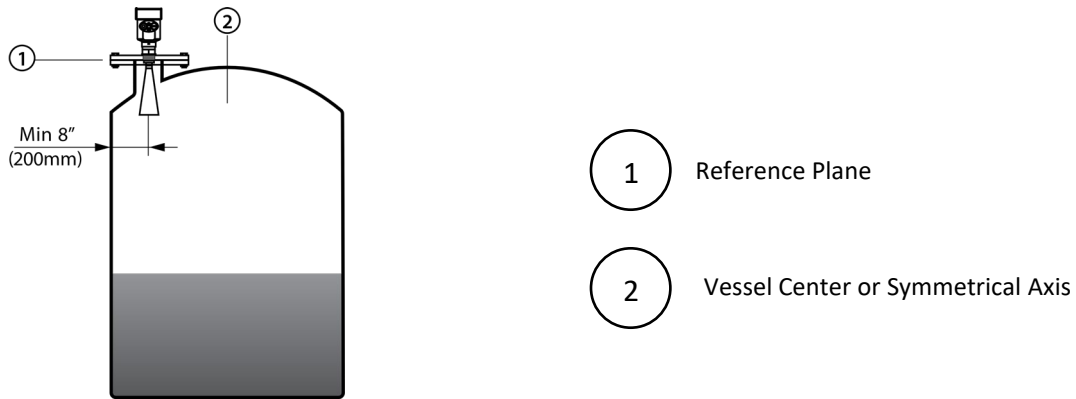 2
1
Min 8”
(200mm)
1 Reference Plane
2 Vessel Center or Symmetrical Axis